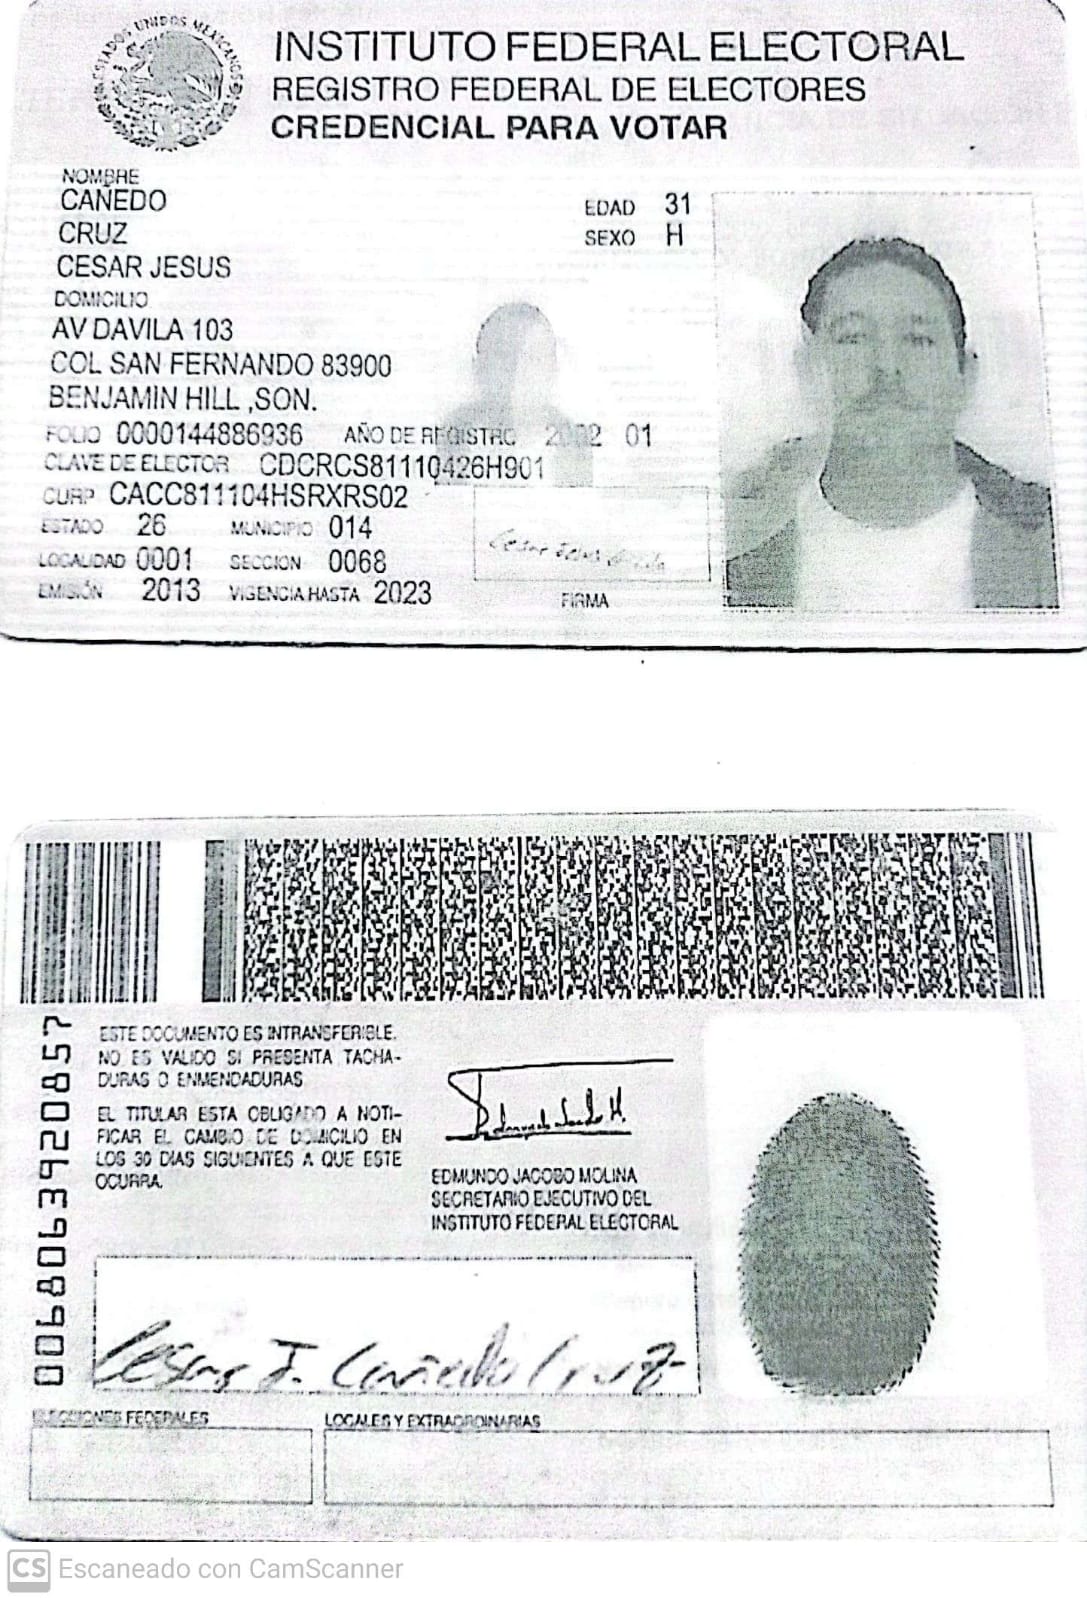 ESTADOS UNIDOS MEXICANOS
INSTITUTO FEDERAL ELECTORAL
REGISTRO FEDERAL DE ELECTORES
CREDENCIAL PARA VOTAR
NOMBRE
CAÑEDO
CRUZ
CESAR JESUS
EDAD 31
SEXO H
DOMICILIO
AV DAVILA 103
COL SAN FERNANDO 83900
BENJAMIN HILL ,SON.
FOLIO 0000144886936 AÑO DE REGISTRO 2002 01
CLAVE DE ELECTOR CDCRCS81110426H901
CURP CACC811104HSRXRS02
ESTADO 26 MUNICIPIO 014
LOCALIDAD 0001 SECCION 0068
EMISIÓN 2013 VIGENCIA HASTA 2023
FIRMA
0068063920857
ESTE DOCUMENTO ES INTRANSFERIBLE.
NO ES VALIDO SI PRESENTA TACHA-
DURAS O ENMENDADURAS
EL TITULAR ESTA OBLIGADO A NOTI-
FICAR EL CAMBIO DE DOMICILIO EN
LOS 30 DIAS SIGUIENTES A QUE ESTE
OCURRA.
EDMUNDO JACOBO MOLINA
SECRETARIO EJECUTIVO DEL
INSTITUTO FEDERAL ELECTORAL
Cesar J. Cañedo Cruz
ELECCIONES FEDERALES
LOCALES Y EXTRAORDINARIAS
CS Escaneado con CamScanner